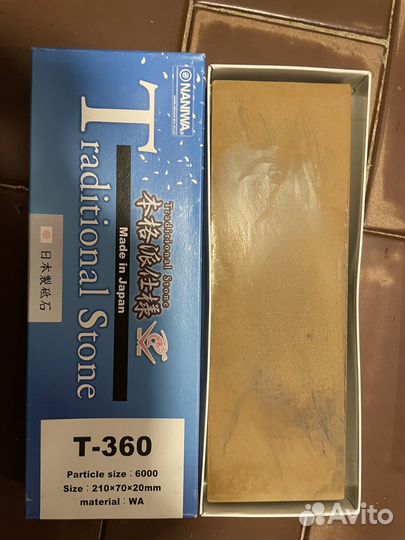 NANIWA®
Traditional Stone
日本製砥石
Traditional Stone
本格派仕様
Made in Japan
T-360
Particle size : 6000
Size : 210×70×20mm
material : WA
Avito